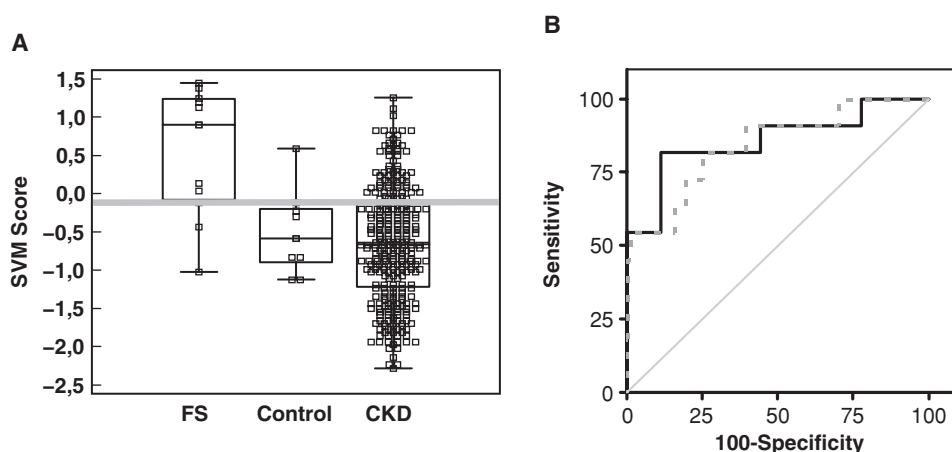 A
SVM Score
1,5
1,0
0,5
0,0
−0,5
−1,0
−1,5
−2,0
−2,5
FS Control CKD
B
Sensitivity
100
75
50
25
0
0 25 50 75 100
100-Specificity